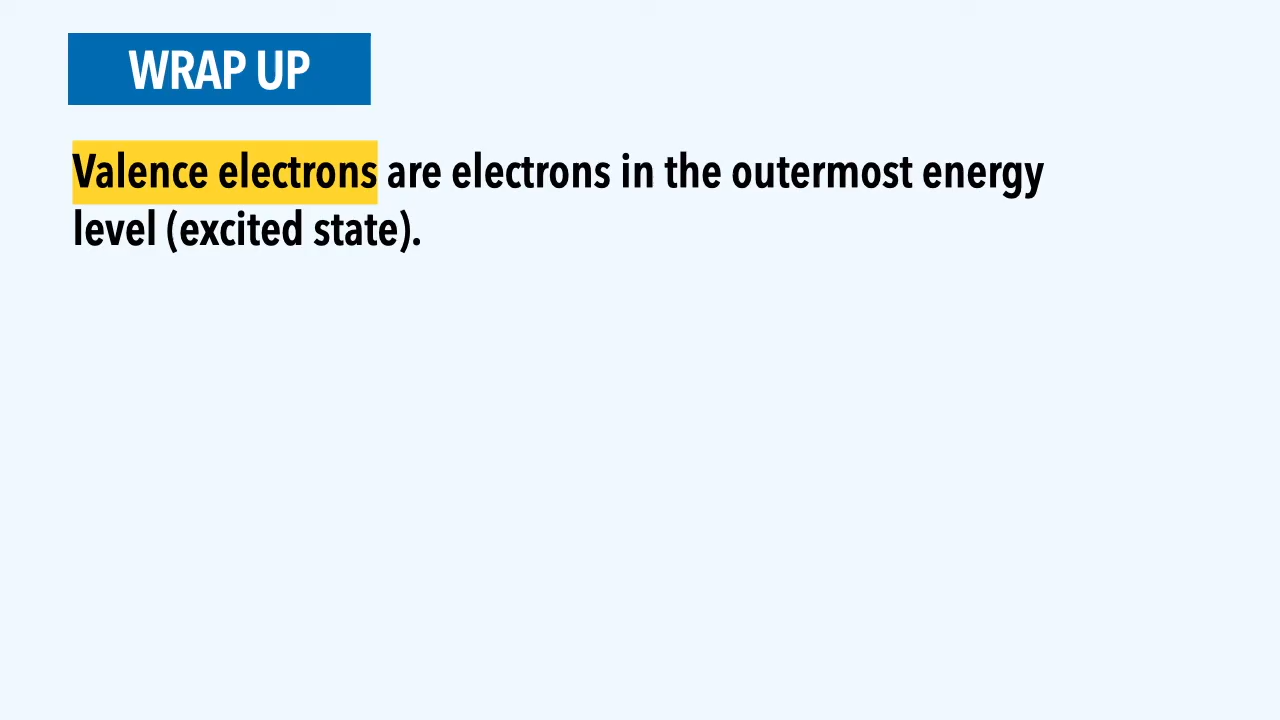 WRAP UP
Valence electrons are electrons in the outermost energy
level (excited state).